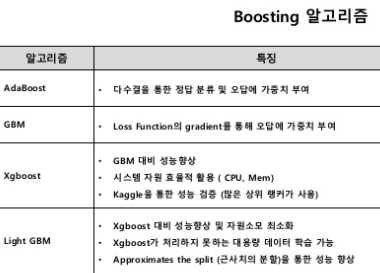 Boosting 알고리즘
알고리즘 특징
AdaBoost • 다수결을 통한 정답 분류 및 오답에 가중치 부여
GBM • Loss Function의 gradient를 통해 오답에 가중치 부여
• GBM 대비 성능향상
Xgboost • 시스템 자원 효율적 활용 ( CPU, Mem)
• Kaggle을 통한 성능 검증 (많은 상위 랭커가 사용)
• Xgboost 대비 성능향상 및 자원소모 최소화
Light GBM • Xgboost가 처리하지 못하는 대용량 데이터 학습 가능
• Approximates the split (근사치의 분할)을 통한 성능 향상